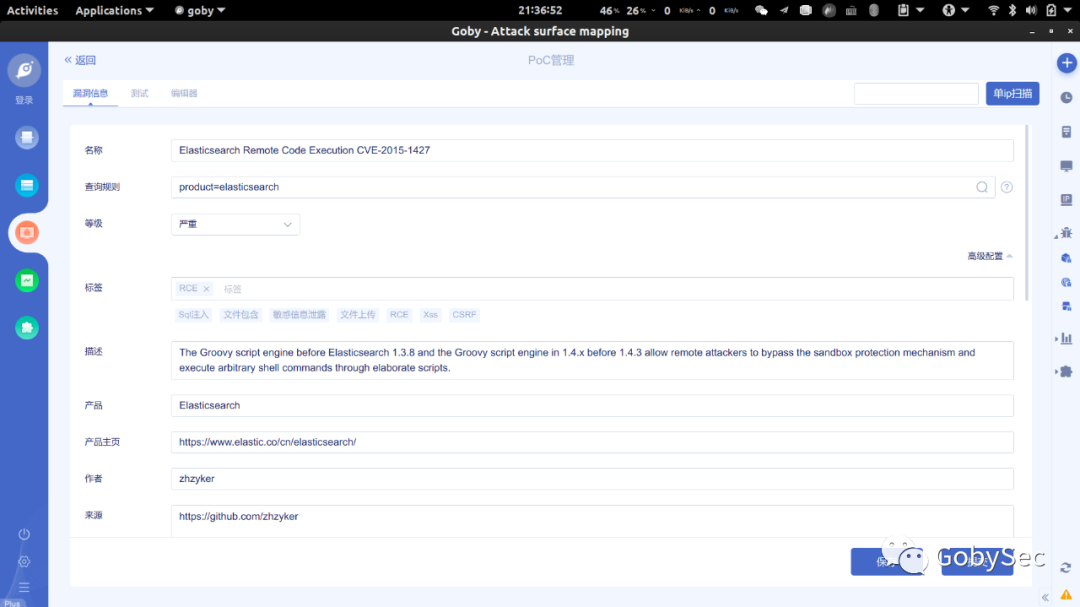 Activities Applications goby 21:36:52 46% 26% 0 KiB/s 0 KiB/s
Goby - Attack surface mapping
登录
« 返回 PoC管理
漏洞信息 测试 编辑器 单ip扫描
名称 Elasticsearch Remote Code Execution CVE-2015-1427
查询规则 product=elasticsearch
等级 严重
高级配置
标签 RCE × 标签
Sql注入 文件包含 敏感信息泄露 文件上传 RCE Xss CSRF
描述 The Groovy script engine before Elasticsearch 1.3.8 and the Groovy script engine in 1.4.x before 1.4.3 allow remote attackers to bypass the sandbox protection mechanism and
execute arbitrary shell commands through elaborate scripts.
产品 Elasticsearch
产品主页 https://www.elastic.co/cn/elasticsearch/
作者 zhzyker
来源 https://github.com/zhzyker
GobySec
Plus